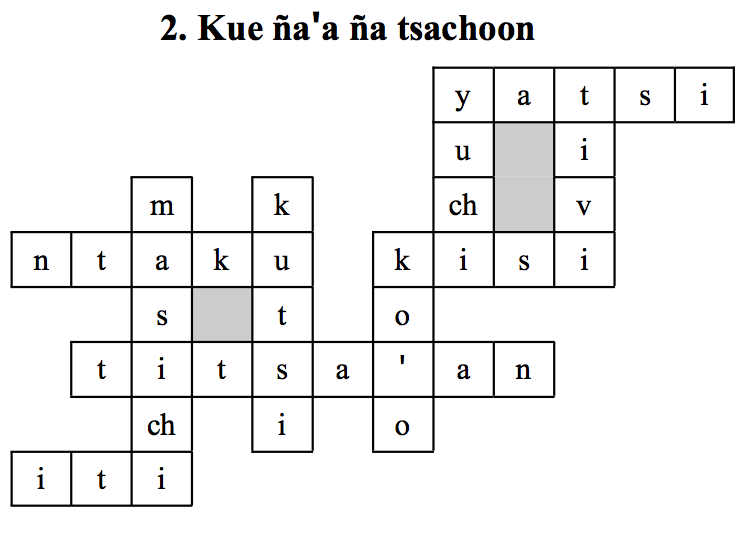 2. Kue ña'a ña tsachoon
y a t s i
u i
m k ch v
n t a k u k i s i
s t o
t i t s a ' a n
ch i o
i t i